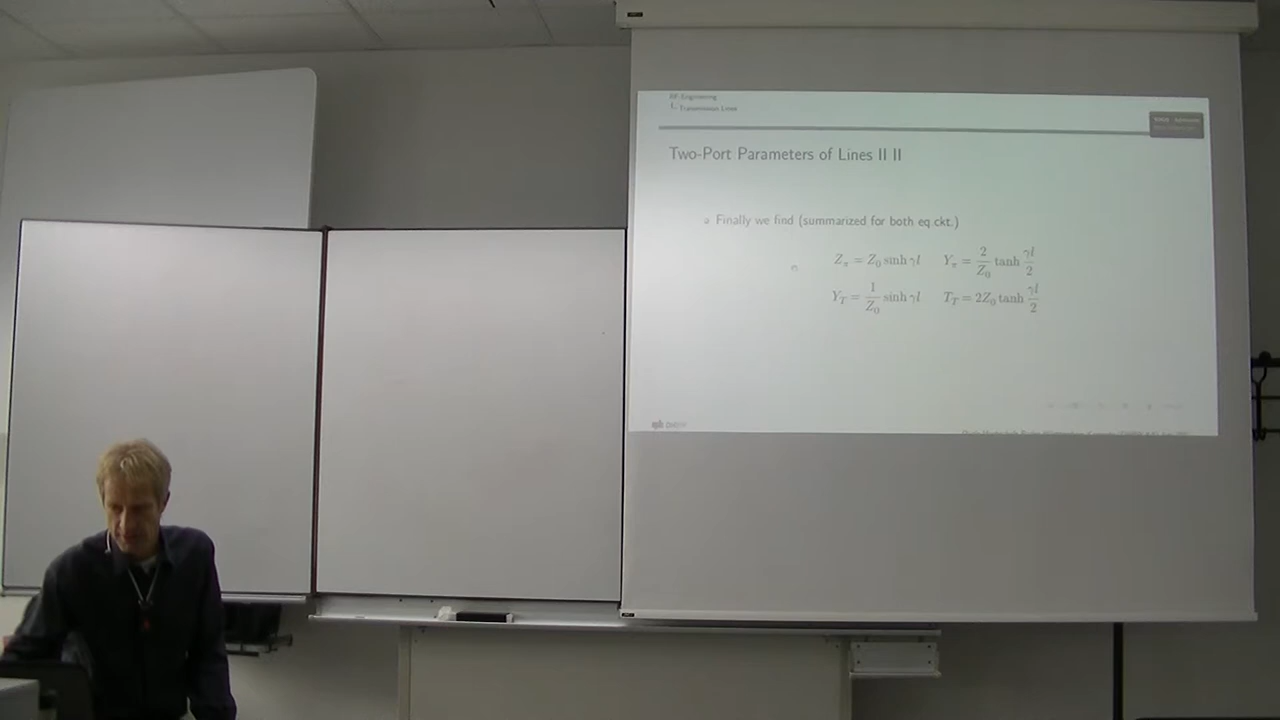 RF-Engineering
1. Transmission Lines
Two-Port Parameters of Lines II II
Finally we find (summarized for both eq ckt.)
Z_π = Z_0 sinh γl   Y_π = 2/Z_0 tanh γl/2
Y_T = 1/Z_0 sinh γl   T_T = 2Z_0 tanh γl/2